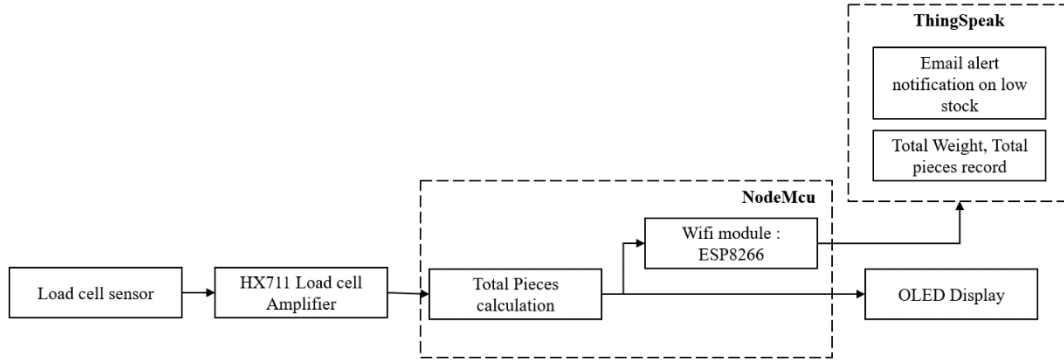 ThingSpeak
Email alert
notification on low
stock
Total Weight, Total
pieces record
NodeMcu
Wifi module :
ESP8266
Load cell sensor
HX711 Load cell
Amplifier
Total Pieces
calculation
OLED Display